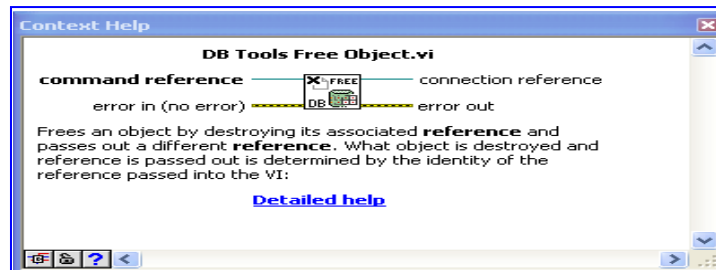 Context Help
DB Tools Free Object.vi
command reference
FREE
connection reference
DB
error in (no error)
error out
Frees an object by destroying its associated reference and
passes out a different reference. What object is destroyed and
reference is passed out is determined by the identity of the
reference passed into the VI:
Detailed help
?